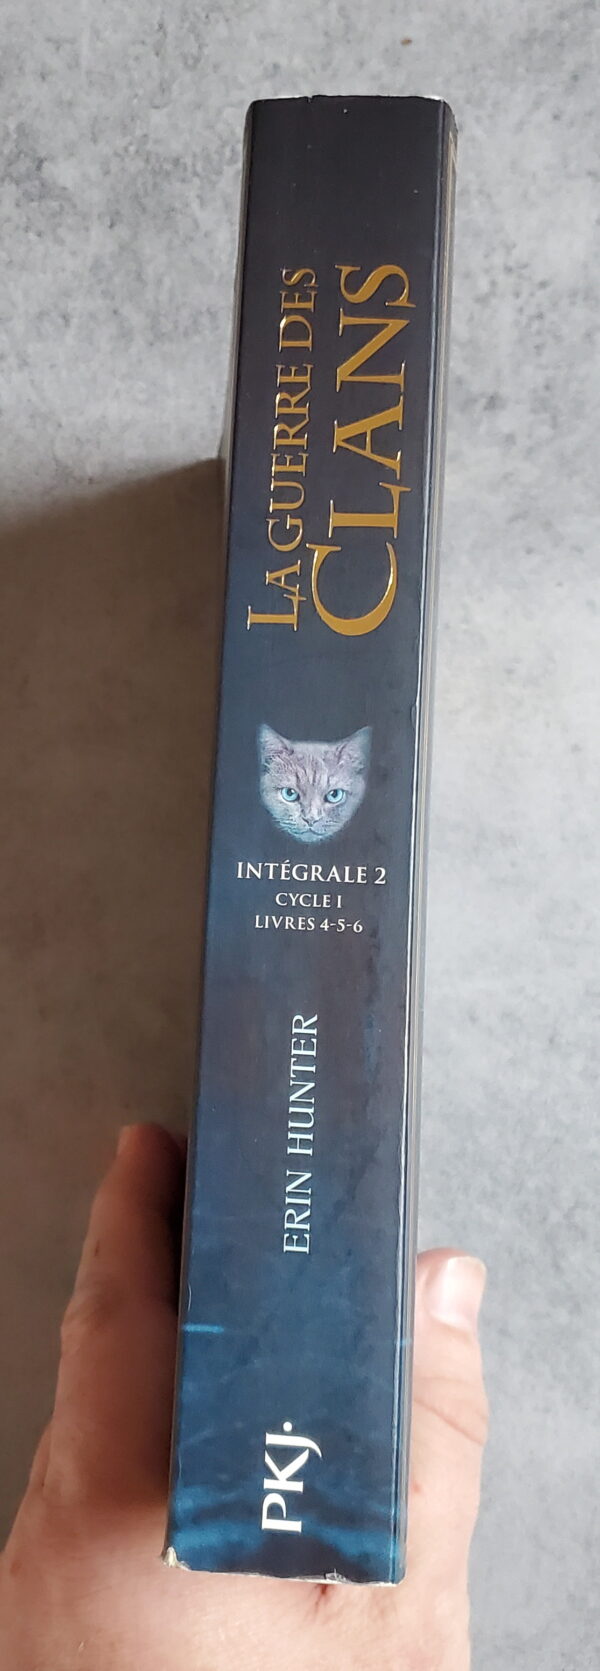 LA GUERRE DES
CLANS
INTÉGRALE 2
CYCLE I
LIVRES 4-5-6
ERIN HUNTER
PKJ.